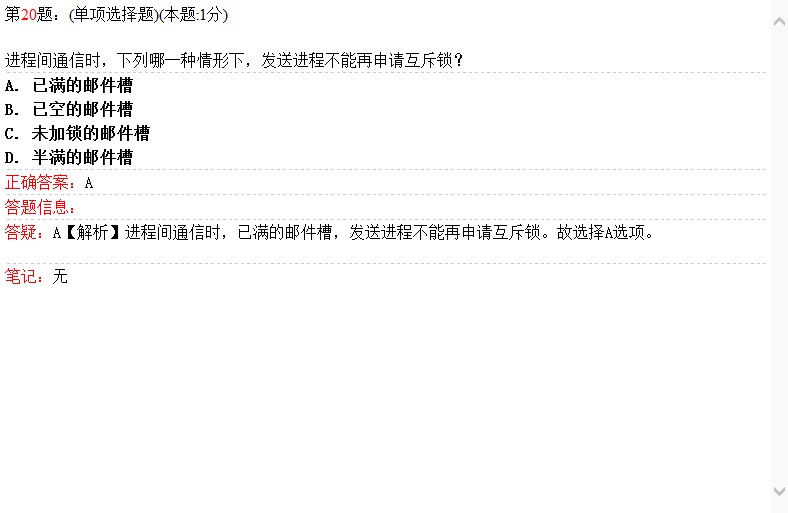 第20题：(单项选择题)(本题:1分)
进程间通信时，下列哪一种情形下，发送进程不能再申请互斥锁？
A. 已满的邮件槽
B. 已空的邮件槽
C. 未加锁的邮件槽
D. 半满的邮件槽
正确答案：A
答题信息：
答疑：A【解析】进程间通信时，已满的邮件槽，发送进程不能再申请互斥锁。故选择A选项。
笔记：无